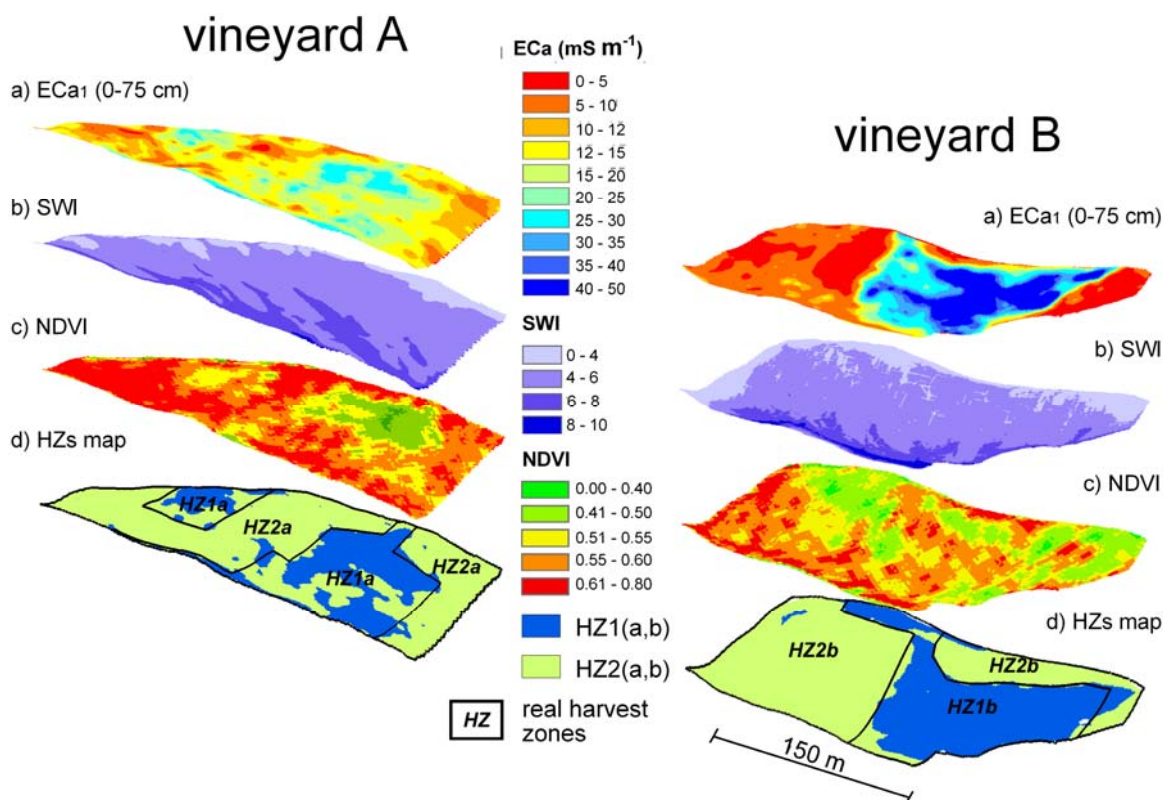 vineyard A
a) ECa1 (0-75 cm)
b) SWI
c) NDVI
d) HZs map
HZ1a
HZ2a
HZ1a
HZ2a
ECa (mS m-1)
0 - 5
5 - 10
10 - 12
12 - 15
15 - 20
20 - 25
25 - 30
30 - 35
35 - 40
40 - 50
SWI
0 - 4
4 - 6
6 - 8
8 - 10
NDVI
0.00 - 0.40
0.41 - 0.50
0.51 - 0.55
0.55 - 0.60
0.61 - 0.80
HZ1(a,b)
HZ2(a,b)
HZ
real harvest
zones
vineyard B
a) ECa1 (0-75 cm)
b) SWI
c) NDVI
d) HZs map
HZ2b
HZ2b
HZ1b
150 m